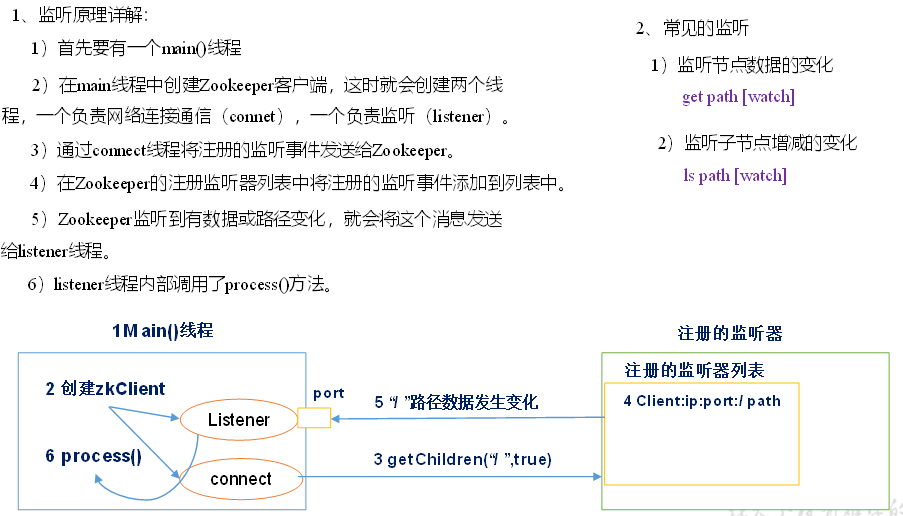 1、监听原理详解：
1）首先要有一个main()线程
2）在main线程中创建Zookeeper客户端，这时就会创建两个线
程，一个负责网络连接通信（connet），一个负责监听（listener）。
3）通过connect线程将注册的监听事件发送给Zookeeper。
4）在Zookeeper的注册监听器列表中将注册的监听事件添加到列表中。
5）Zookeeper监听到有数据或路径变化，就会将这个消息发送
给listener线程。
6）listener线程内部调用了process()方法。
2、常见的监听
1）监听节点数据的变化
get path [watch]
2）监听子节点增减的变化
ls path [watch]
1Main()线程
2 创建zkClient
Listener
port
6 process()
connect
5 “/ ”路径数据发生变化
3 getChildren(“/ ”,true)
注册的监听器
注册的监听器列表
4 Client:ip:port:/ path